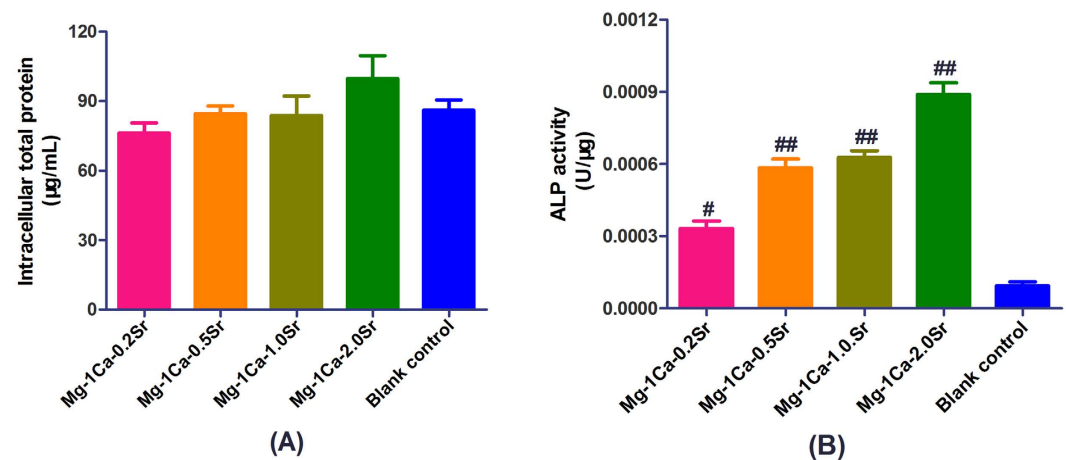 Intracellular total protein
(µg/mL)
120
90
60
30
0
Mg-1Ca-0.2Sr
Mg-1Ca-0.5Sr
Mg-1Ca-1.0Sr
Mg-1Ca-2.0Sr
Blank control
(A)
ALP activity
(U/µg)
0.0012
0.0009
0.0006
0.0003
0.0000
#
##
##
##
Mg-1Ca-0.2Sr
Mg-1Ca-0.5Sr
Mg-1Ca-1.0.Sr
Mg-1Ca-2.0Sr
Blank control
(B)